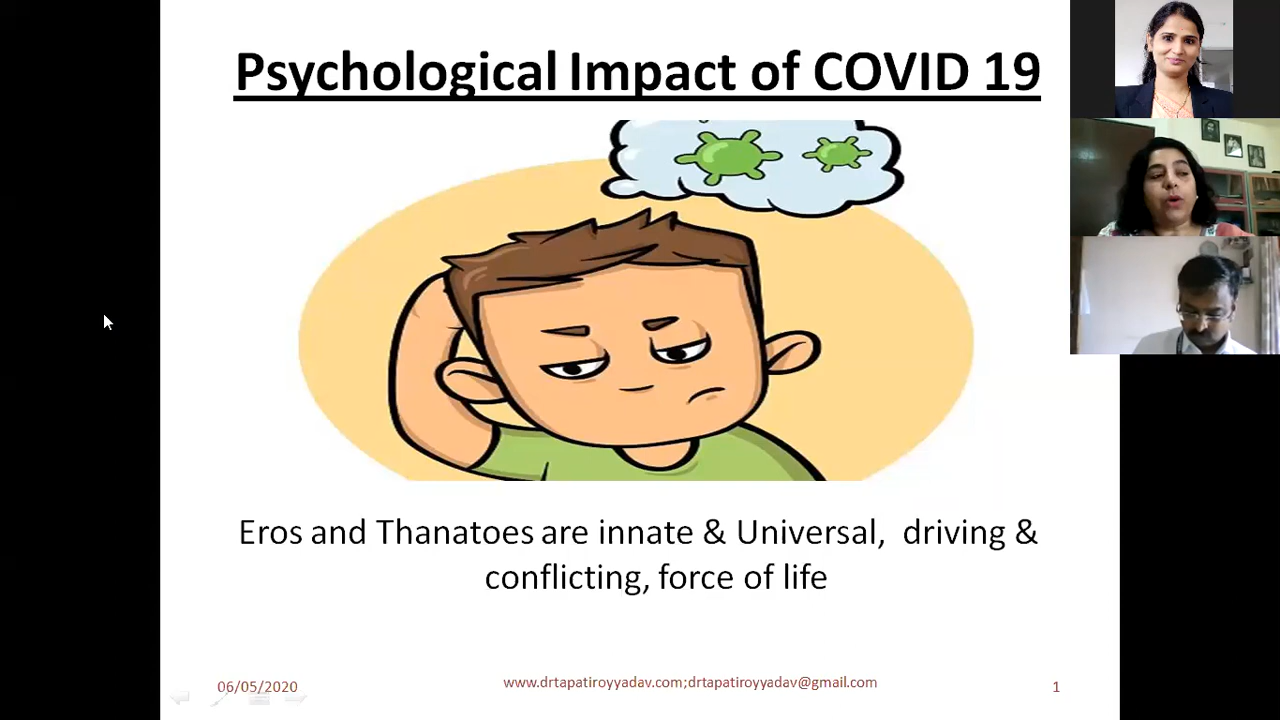 Psychological Impact of COVID 19
Eros and Thanatoes are innate & Universal, driving &
conflicting, force of life
06/05/2020
www.drtapatiroyyadav.com;drtapatiroyyadav@gmail.com
1